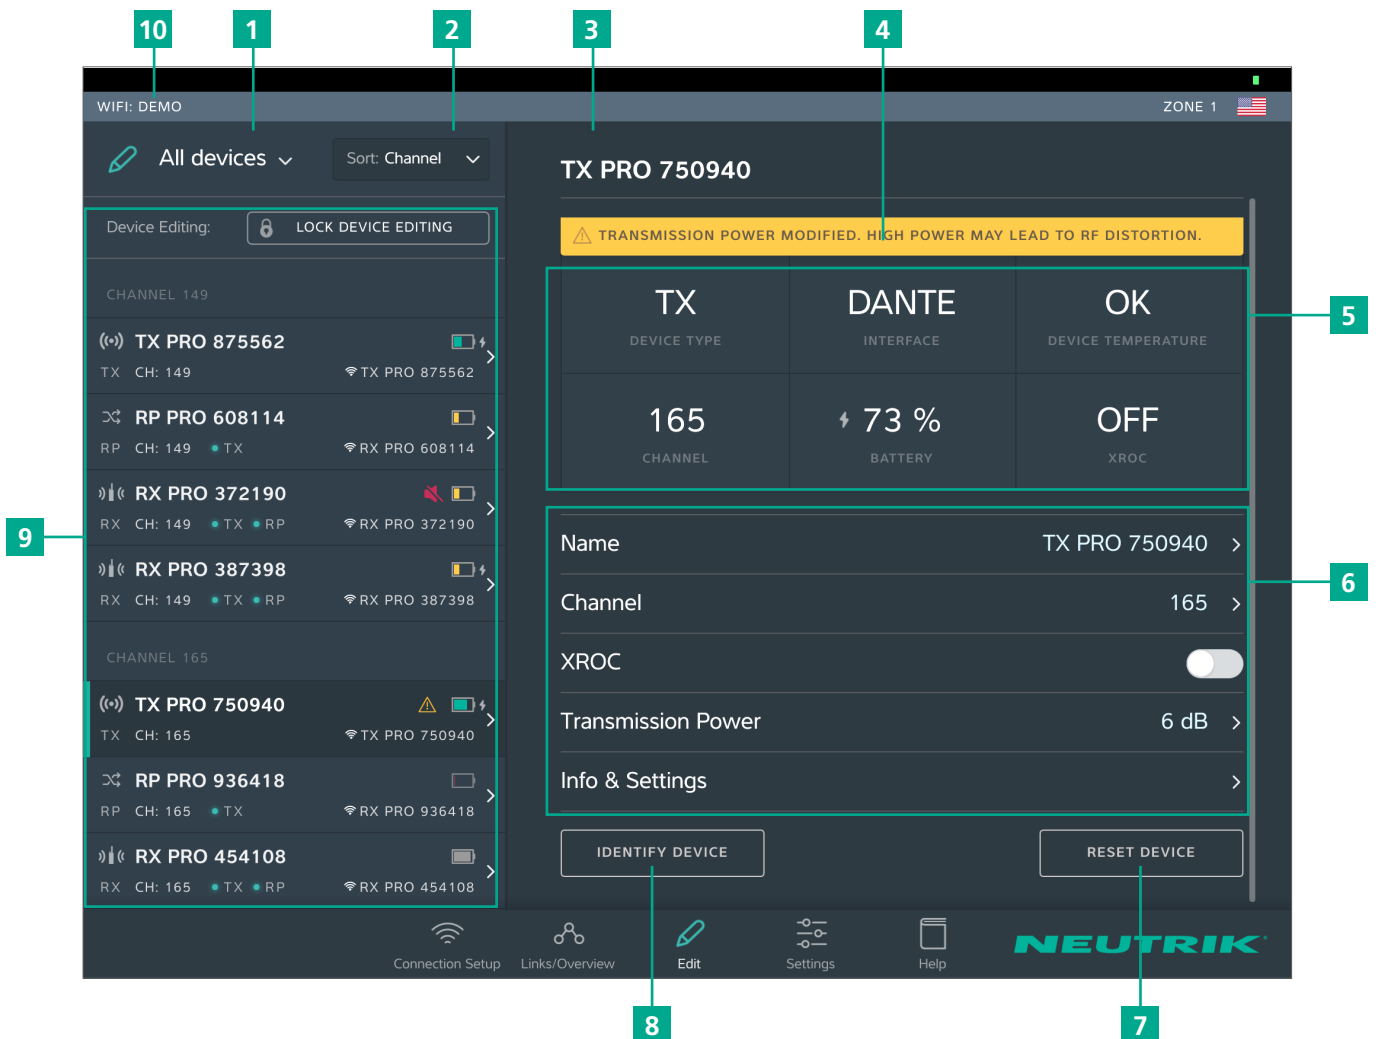 10
1
2
3
4
WIFI: DEMO
ZONE 1
All devices
Sort: Channel
TX PRO 750940
Device Editing:
LOCK DEVICE EDITING
TRANSMISSION POWER MODIFIED. HIGH POWER MAY LEAD TO RF DISTORTION.
CHANNEL 149
TX PRO 875562
TX CH: 149 TX PRO 875562
RP PRO 608114
RP CH: 149 TX RX PRO 608114
RX PRO 372190
RX CH: 149 TX RP RX PRO 372190
RX PRO 387398
RX CH: 149 TX RP RX PRO 387398
CHANNEL 165
TX PRO 750940
TX CH: 165 TX PRO 750940
RP PRO 936418
RP CH: 165 TX RX PRO 936418
RX PRO 454108
RX CH: 165 TX RP RX PRO 454108
9
TX
DEVICE TYPE
DANTE
INTERFACE
OK
DEVICE TEMPERATURE
165
CHANNEL
73 %
BATTERY
OFF
XROC
5
Name TX PRO 750940
Channel 165
XROC
Transmission Power 6 dB
Info & Settings
6
IDENTIFY DEVICE
RESET DEVICE
Connection Setup
Links/Overview
Edit
Settings
Help
NEUTRIK
8
7